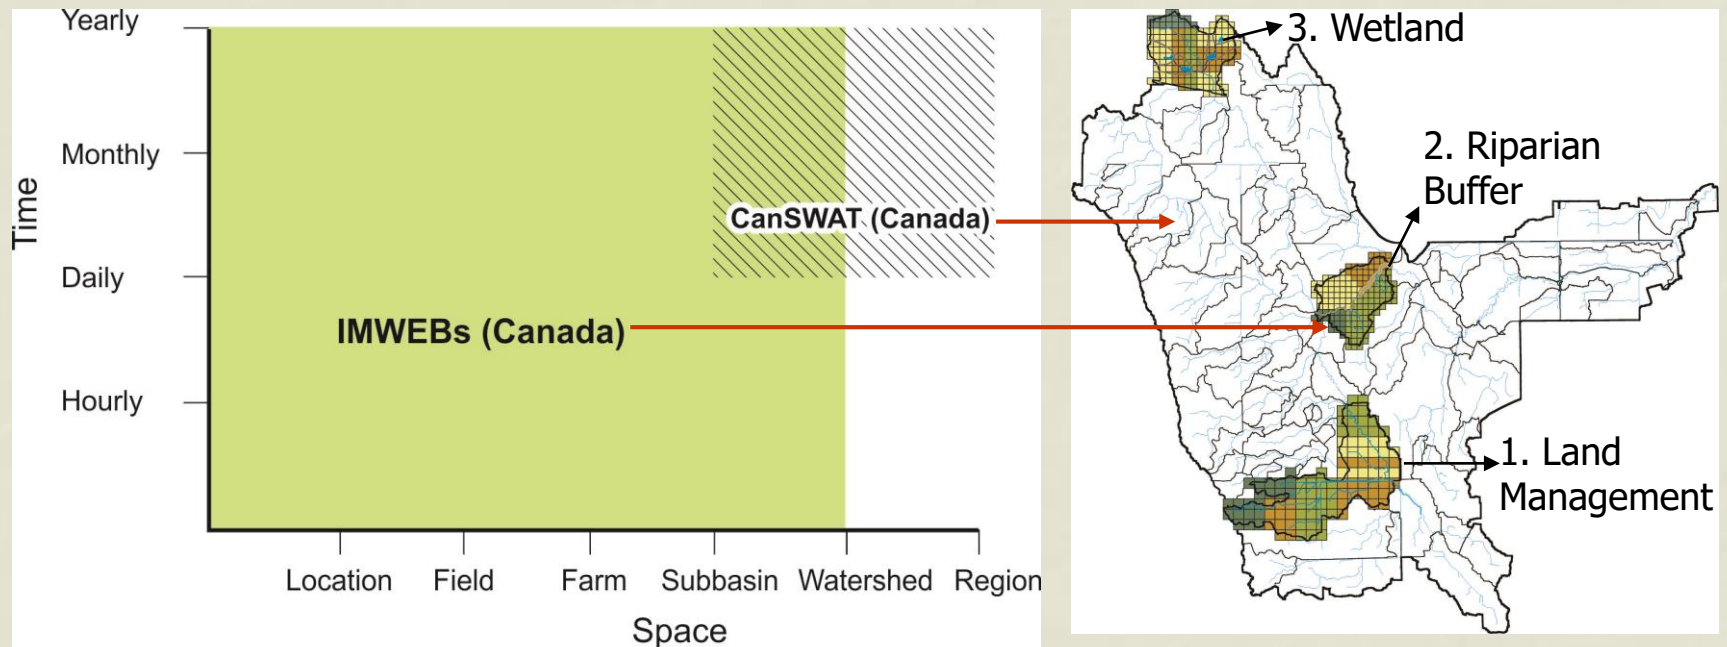 Yearly
Monthly
Daily
Hourly
Time
CanSWAT (Canada)
IMWEBs (Canada)
Location
Field
Farm
Subbasin
Watershed
Region
Space
3. Wetland
2. Riparian
Buffer
1. Land
Management